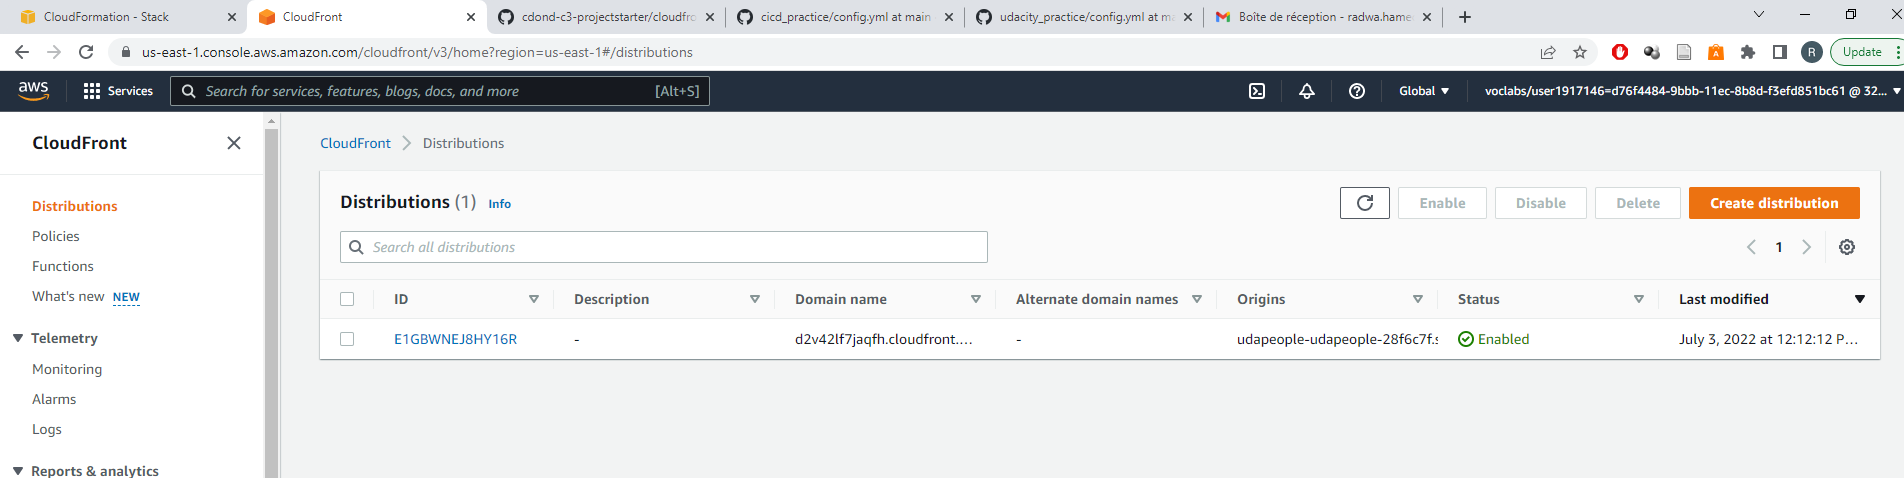 CloudFormation - Stack
CloudFront
cdond-c3-projectstarter/cloudfro
cicd_practice/config.yml at main
udacity_practice/config.yml at ma
Boîte de réception - radwa.hame
us-east-1.console.aws.amazon.com/cloudfront/v3/home?region=us-east-1#/distributions
R
Update
aws
Services
Search for services, features, blogs, docs, and more
[Alt+S]
Global
voclabs/user1917146=d76f4484-9bbb-11ec-8b8d-f3efd851bc61 @ 32...
CloudFront
CloudFront
Distributions
Distributions (1) Info
Enable
Disable
Delete
Create distribution
Distributions
Policies
Functions
What's new NEW
Telemetry
Monitoring
Alarms
Logs
Reports & analytics
Search all distributions
1
ID Description Domain name Alternate domain names Origins Status Last modified
E1GBWNEJ8HY16R - d2v42lf7jaqfh.cloudfront.... - udapeople-udapeople-28f6c7f.s Enabled July 3, 2022 at 12:12:12 P...